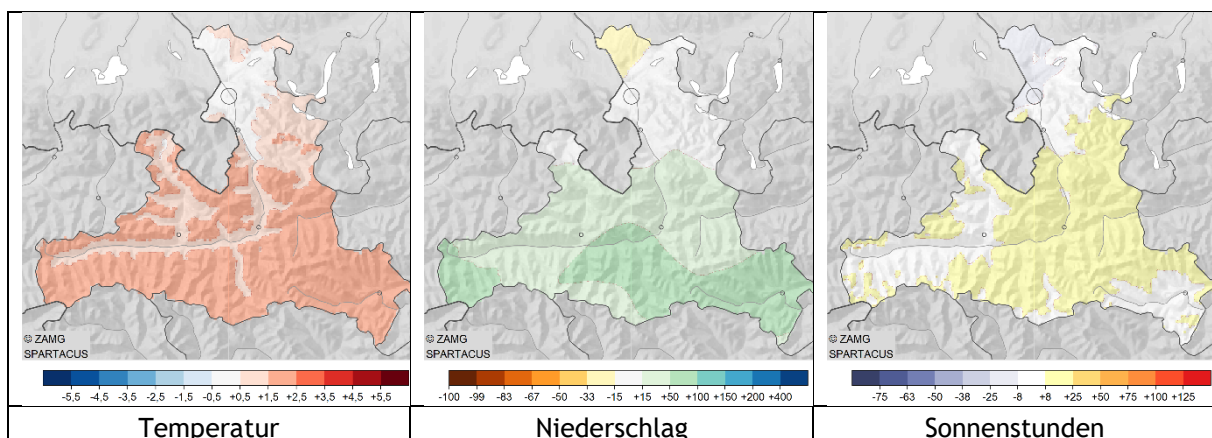 © ZAMG
SPARTACUS
-5,5 -4,5 -3,5 -2,5 -1,5 -0,5 +0,5 +1,5 +2,5 +3,5 +4,5 +5,5
Temperatur
© ZAMG
SPARTACUS
-100 -99 -83 -67 -50 -33 -15 +15 +50 +100 +150 +200 +400
Niederschlag
© ZAMG
SPARTACUS
-75 -63 -50 -38 -25 -8 +8 +25 +50 +75 +100 +125
Sonnenstunden